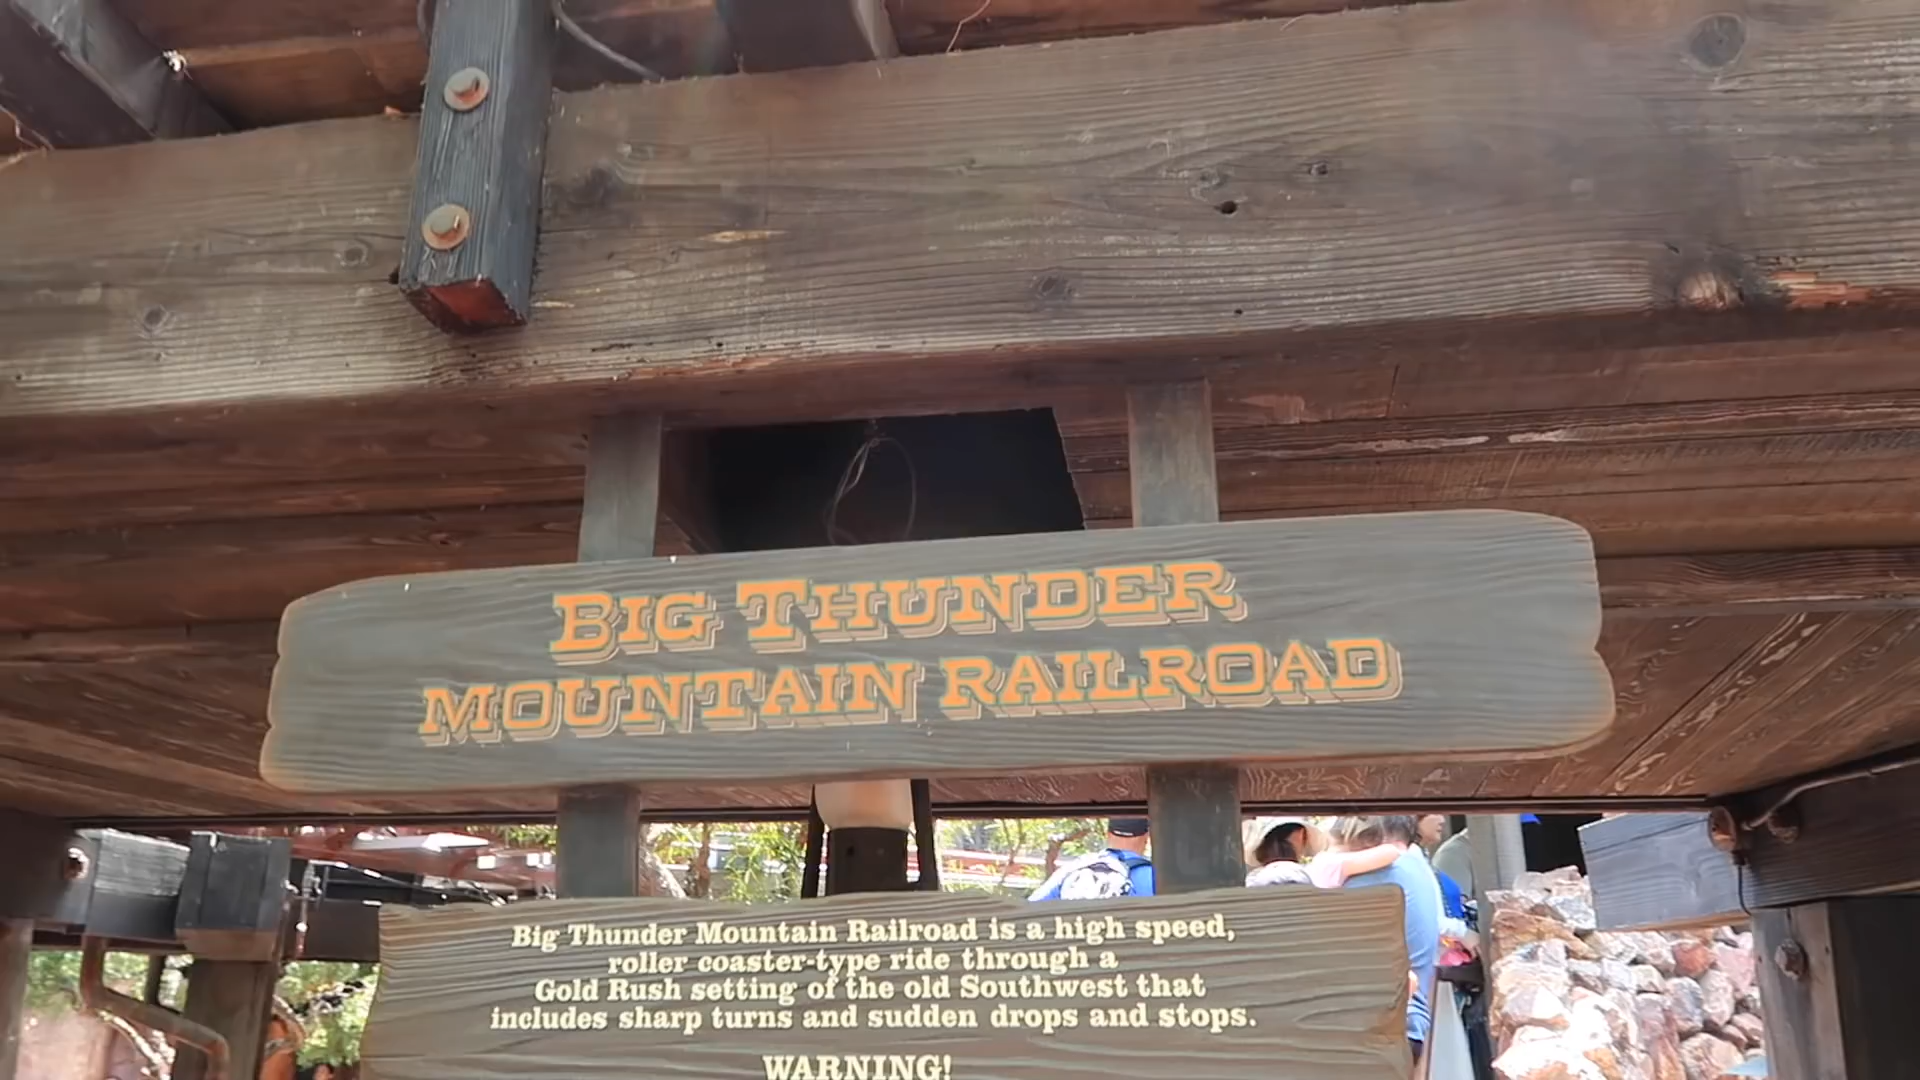 BIG THUNDER
MOUNTAIN RAILROAD
Big Thunder Mountain Railroad is a high speed,
roller coaster-type ride through a
Gold Rush setting of the old Southwest that
includes sharp turns and sudden drops and stops.
WARNING!